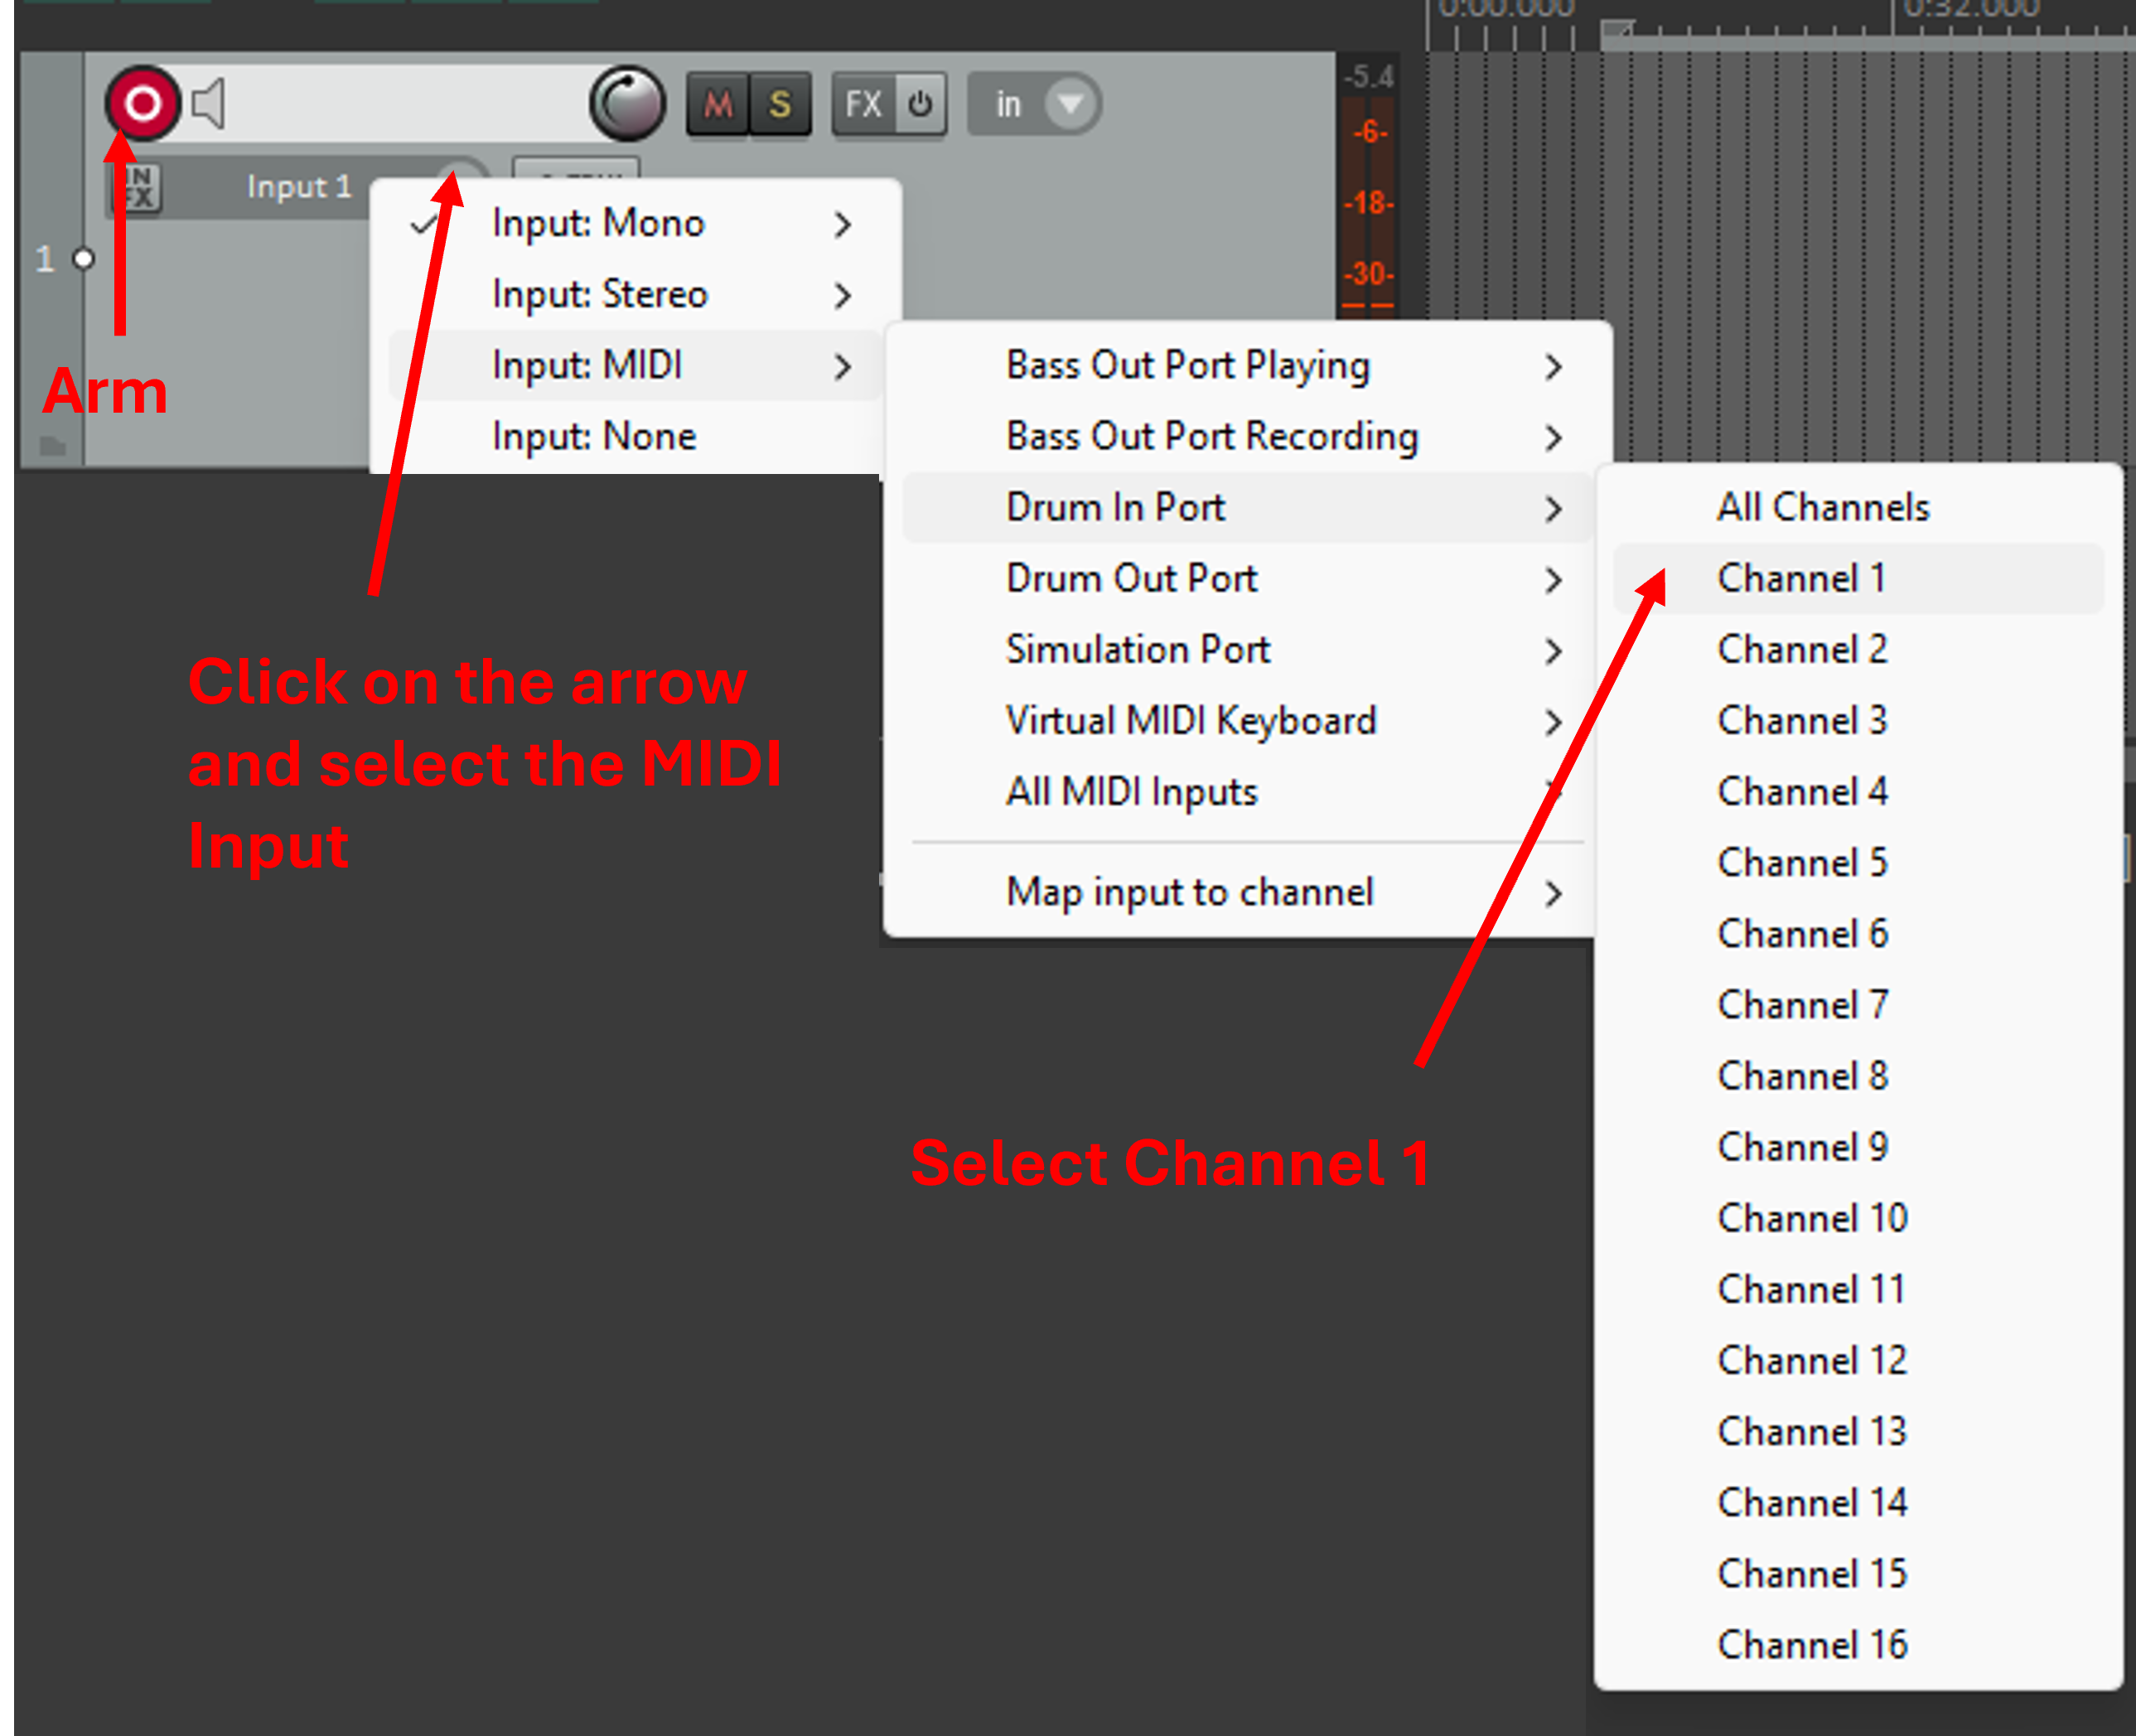 0:00.000 0:32.000
M S FX in
-5.4
-6-
-18-
-30-
IN
FX
Input 1
1
Input: Mono
Input: Stereo
Input: MIDI
Input: None
Arm
Bass Out Port Playing
Bass Out Port Recording
Drum In Port
Drum Out Port
Simulation Port
Virtual MIDI Keyboard
All MIDI Inputs
Map input to channel
All Channels
Channel 1
Channel 2
Channel 3
Channel 4
Channel 5
Channel 6
Channel 7
Channel 8
Channel 9
Channel 10
Channel 11
Channel 12
Channel 13
Channel 14
Channel 15
Channel 16
Click on the arrow
and select the MIDI
Input
Select Channel 1